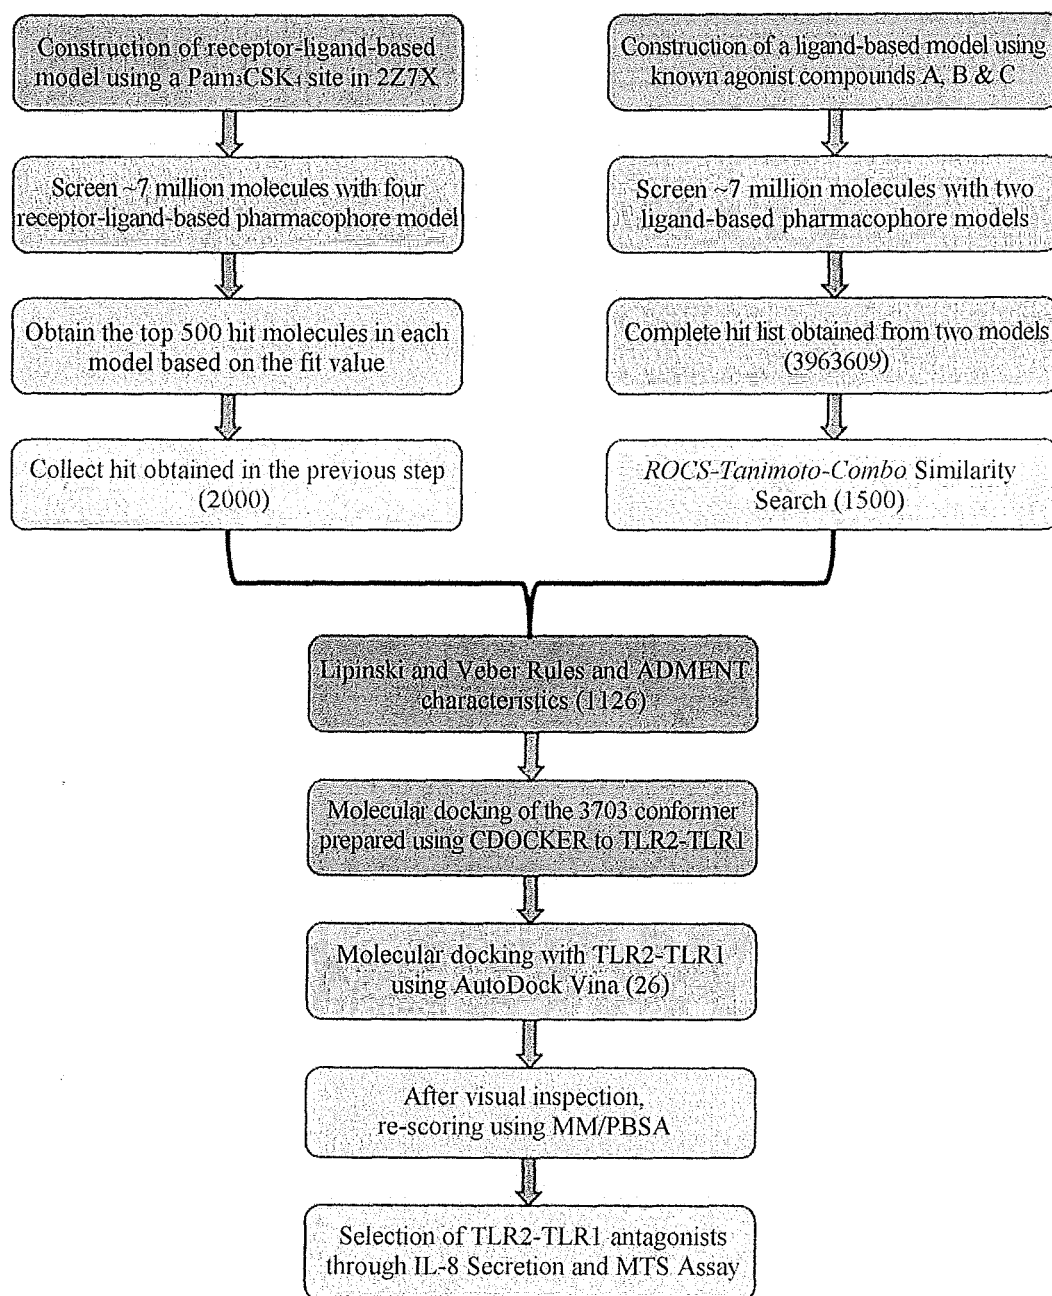 Construction of receptor-ligand-based
model using a Pam₃CSK₄ site in 2Z7X
Screen ~7 million molecules with four
receptor-ligand-based pharmacophore model
Obtain the top 500 hit molecules in each
model based on the fit value
Collect hit obtained in the previous step
(2000)
Construction of a ligand-based model using
known agonist compounds A, B & C
Screen ~7 million molecules with two
ligand-based pharmacophore models
Complete hit list obtained from two models
(3963609)
ROCS-Tanimoto-Combo Similarity
Search (1500)
Lipinski and Veber Rules and ADMENT
characteristics (1126)
Molecular docking of the 3703 conformer
prepared using CDOCKER to TLR2-TLR1
Molecular docking with TLR2-TLR1
using AutoDock Vina (26)
After visual inspection,
re-scoring using MM/PBSA
Selection of TLR2-TLR1 antagonists
through IL-8 Secretion and MTS Assay